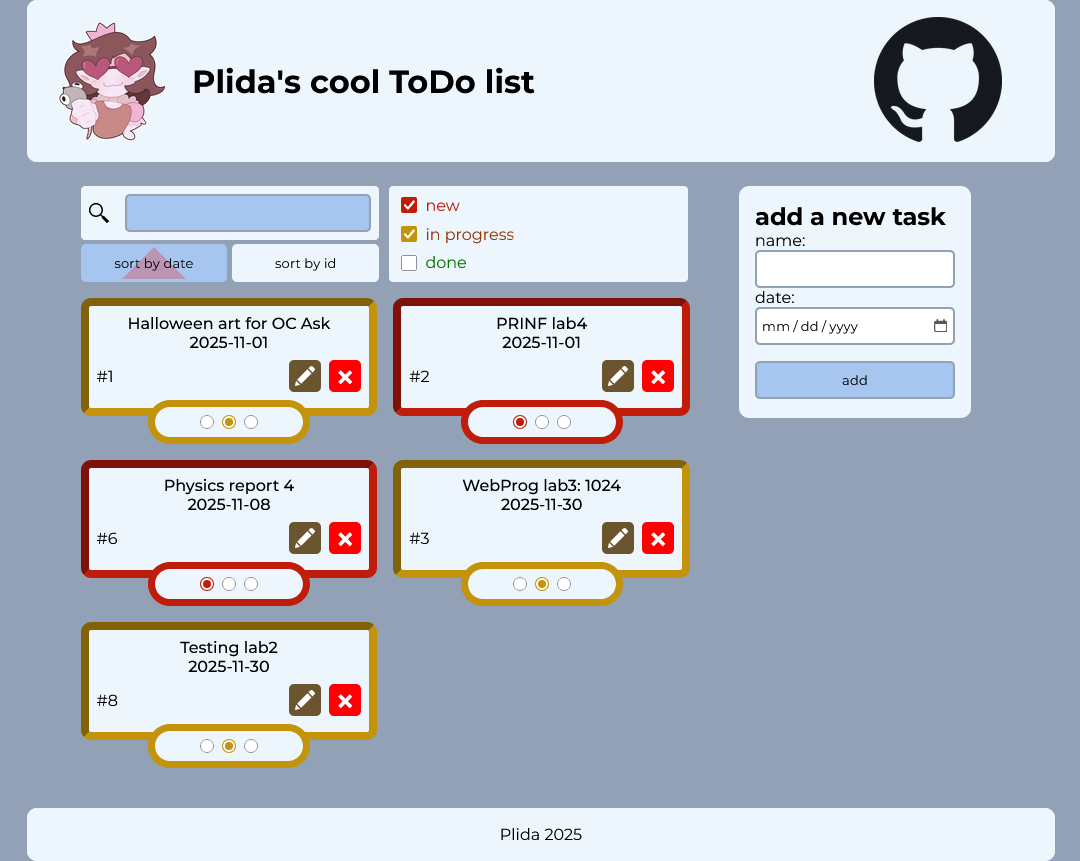 Plida's cool ToDo list
sort by date
sort by id
new
in progress
done
add a new task
name:
date:
mm / dd / yyyy
add
Halloween art for OC Ask
2025-11-01
#1
PRINF lab4
2025-11-01
#2
Physics report 4
2025-11-08
#6
WebProg lab3: 1024
2025-11-30
#3
Testing lab2
2025-11-30
#8
Plida 2025